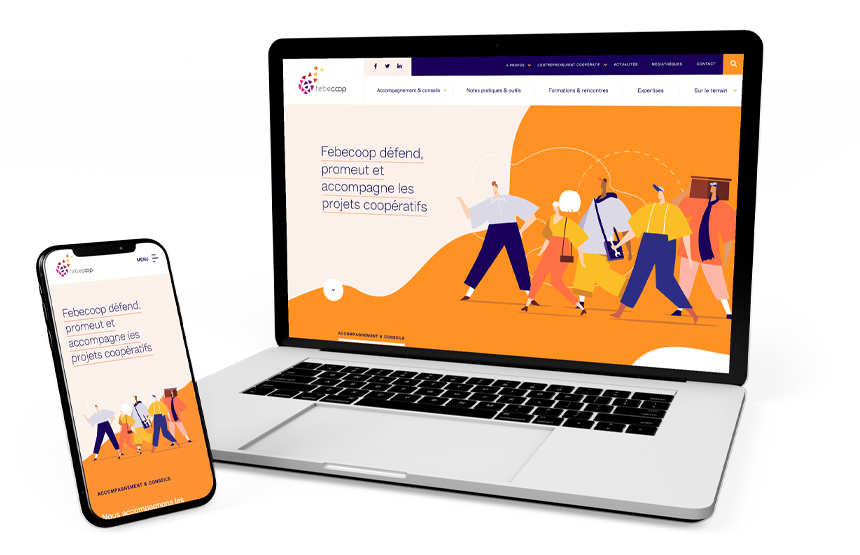 A PROPOS
L'ENTREPRENEURIAT COOPÉRATIF
ACTUALITÉS
MÉDIATHÈQUES
CONTACT
febecoop
Accompagnement & conseils
Notes pratiques & outils
Formations & rencontres
Expertises
Sur le terrain
Febecoop défend,
promeut et
accompagne les
projets coopératifs
ACCOMPAGNEMENT & CONSEILS
febecoop
MENU
Febecoop défend,
promeut et
accompagne les
projets coopératifs
ACCOMPAGNEMENT & CONSEILS
Nous accompagnons les